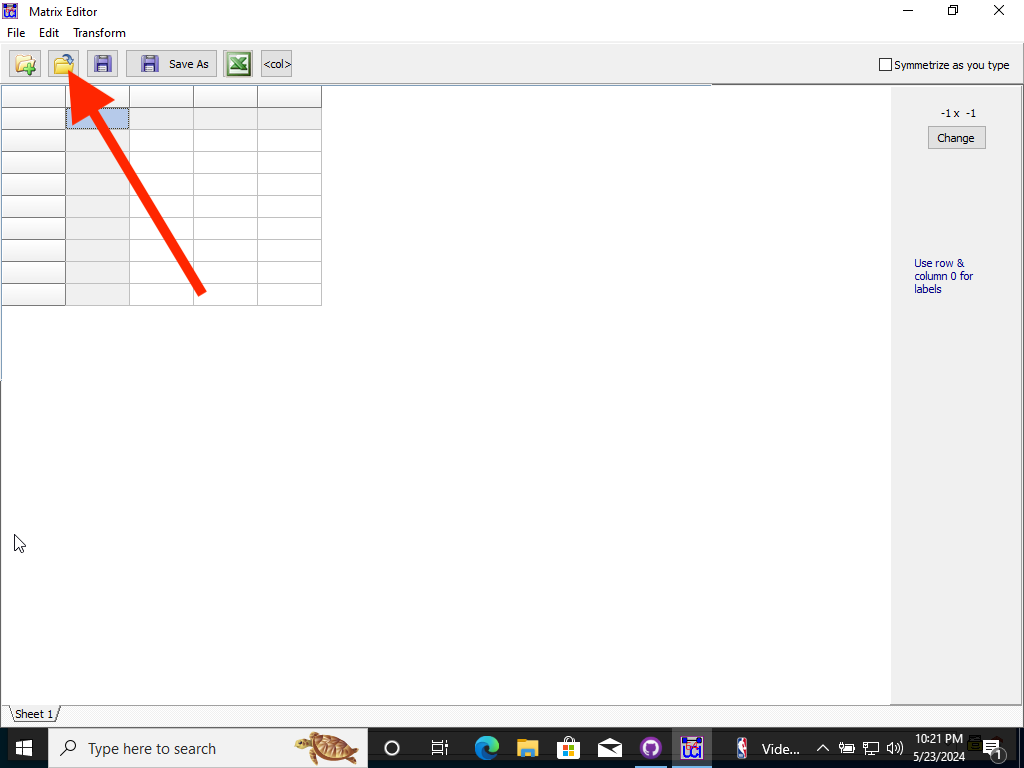 Matrix Editor
File Edit Transform
Save As <col> Symmetrize as you type
-1 x -1
Change
Use row &
column 0 for
labels
Sheet 1
Type here to search Vide... 10:21 PM
5/23/2024 1